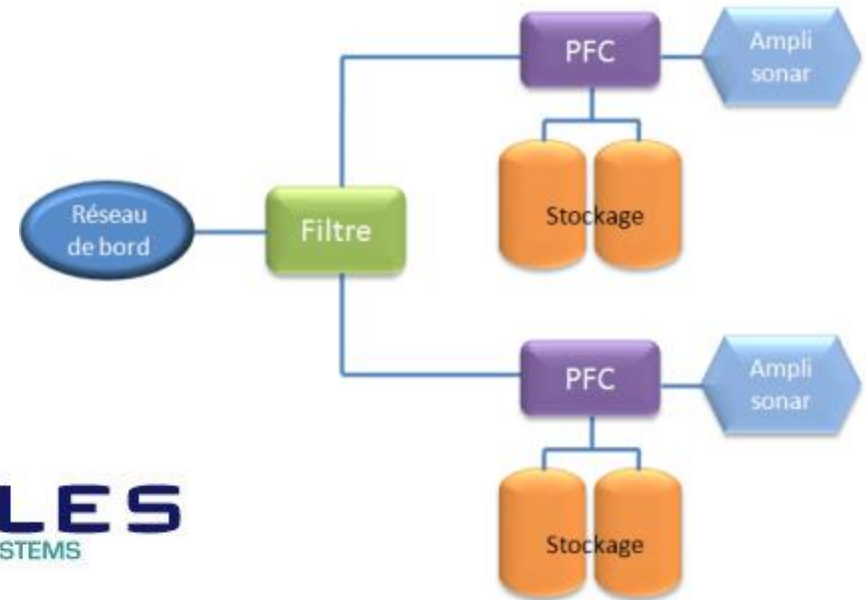 PFC
Ampli
sonar
Stockage
Réseau
de bord
Filtre
PFC
Ampli
sonar
LES
STEMS
Stockage